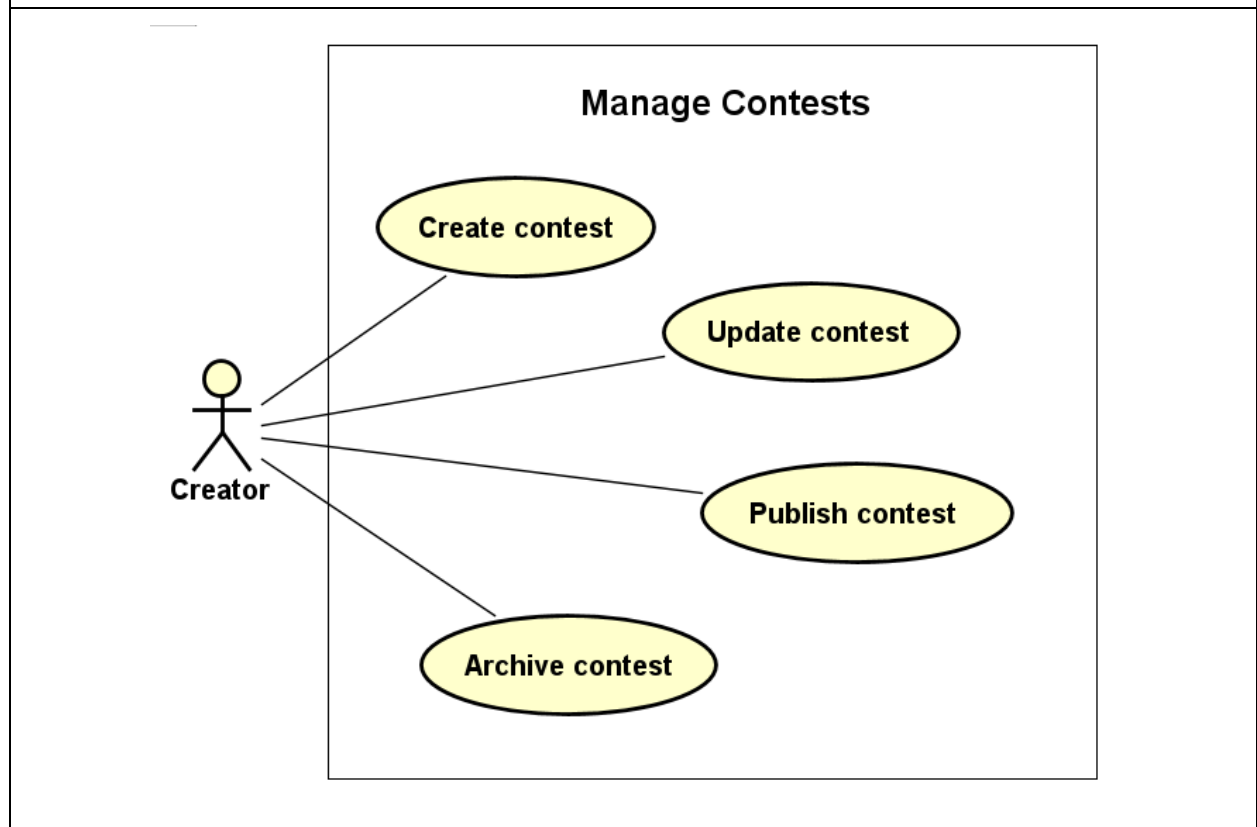 Manage Contests
Create contest
Update contest
Creator
Publish contest
Archive contest